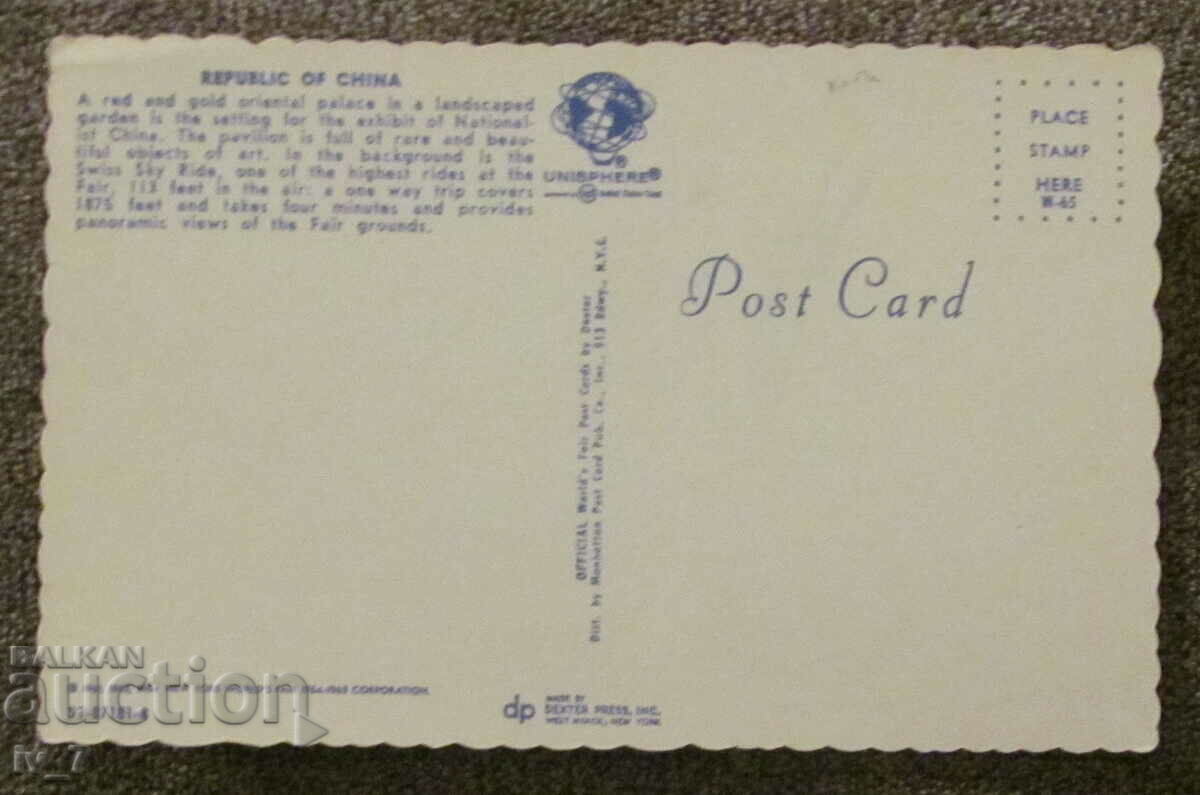 REPUBLIC OF CHINA
A red and gold oriental palace in a landscaped
garden is the setting for the exhibit of National-
ist China. The pavilion is full of rare and beau-
tiful objects of art. In the background is the
Swiss Sky Ride, one of the highest rides at the
Fair, 113 feet in the air: a one way trip covers
1875 feet and takes four minutes and provides
panoramic views of the Fair grounds.
®
UNISPHERE®
PLACE
STAMP
HERE
W-65
Post Card
OFFICIAL World's Fair Post Cards by Dexter
Dist. by Manhattan Post Card Pub. Co., Inc., 913 Bdwy., N.Y.C.
1964-1965 CORPORATION
dp
MADE BY
DEXTER PRESS, INC.
WEST NYACK, NEW YORK
BALKAN
auction
iv_7